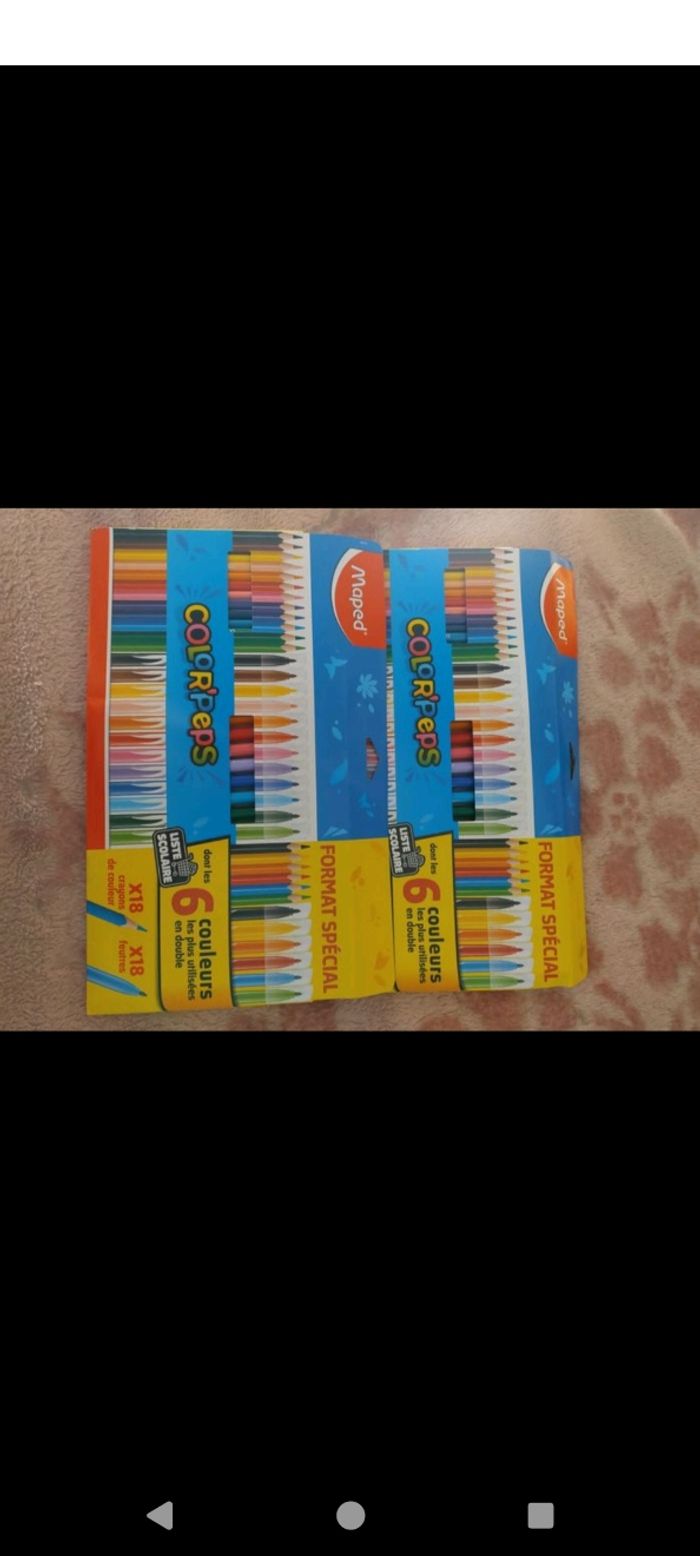 Maped
COLOR'Peps
FORMAT SPÉCIAL
dont les
6 couleurs
les plus utilisées
en double
LISTE
SCOLAIRE
x18
crayons
de couleur
x18
feutres
Maped
COLOR'Peps
FORMAT SPÉCIAL
dont les
6 couleurs
les plus utilisées
en double
LISTE
SCOLAIRE